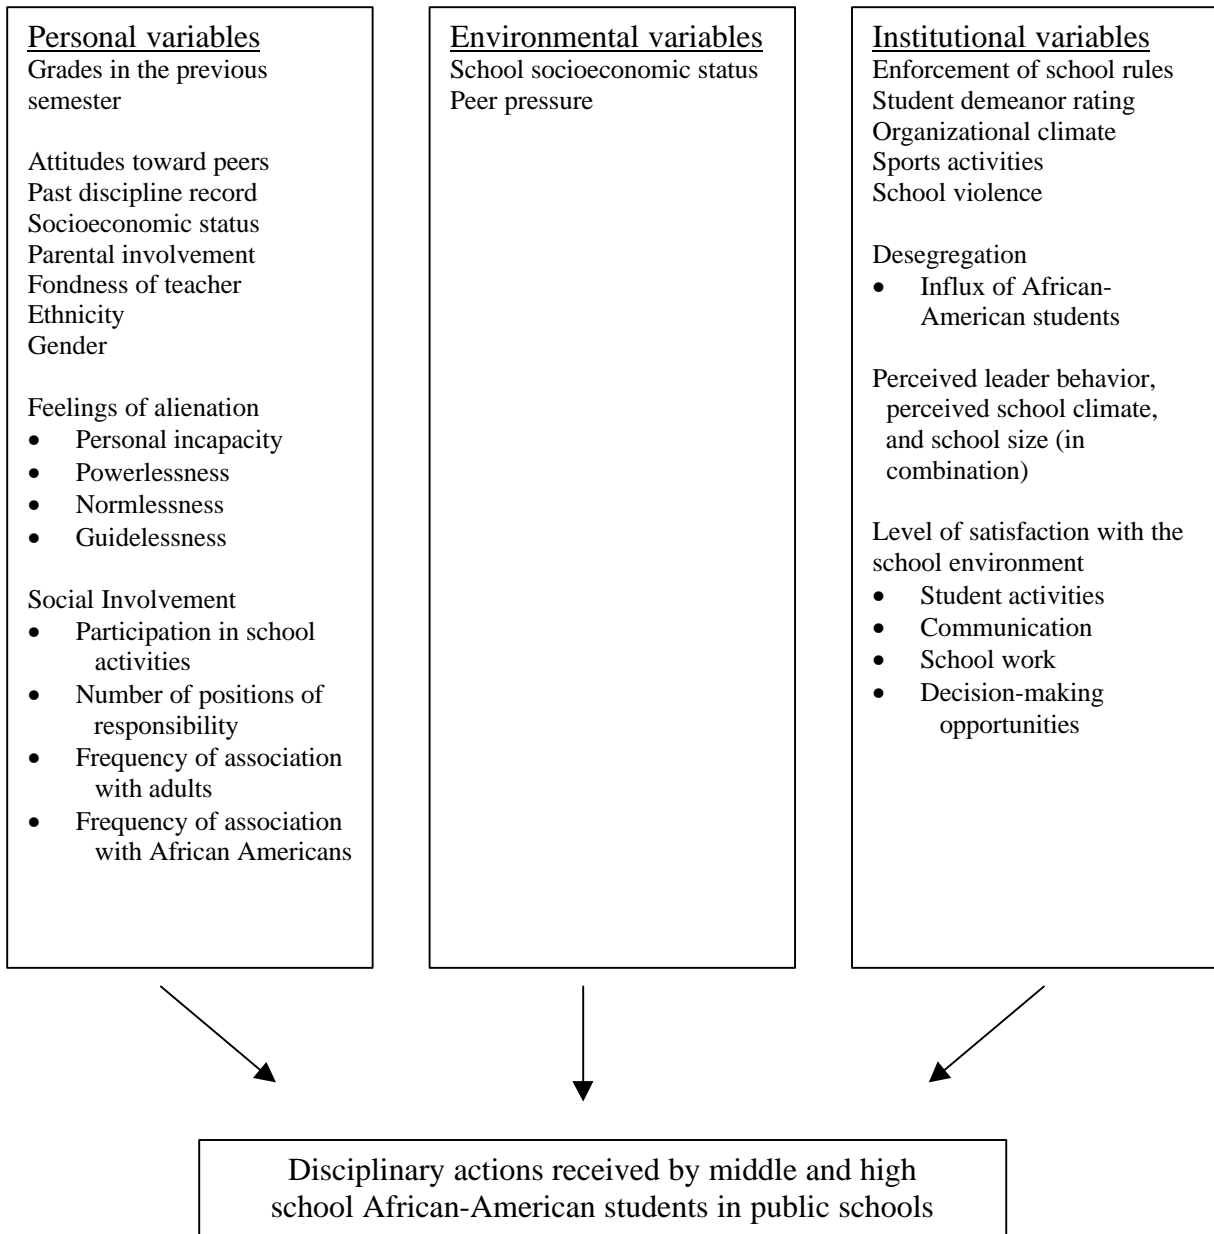 Personal variables
Grades in the previous
semester
Attitudes toward peers
Past discipline record
Socioeconomic status
Parental involvement
Fondness of teacher
Ethnicity
Gender
Feelings of alienation
• Personal incapacity
• Powerlessness
• Normlessness
• Guidelessness
Social Involvement
• Participation in school
activities
• Number of positions of
responsibility
• Frequency of association
with adults
• Frequency of association
with African Americans
Environmental variables
School socioeconomic status
Peer pressure
Institutional variables
Enforcement of school rules
Student demeanor rating
Organizational climate
Sports activities
School violence
Desegregation
• Influx of African-
American students
Perceived leader behavior,
perceived school climate,
and school size (in
combination)
Level of satisfaction with the
school environment
• Student activities
• Communication
• School work
• Decision-making
opportunities
Disciplinary actions received by middle and high
school African-American students in public schools